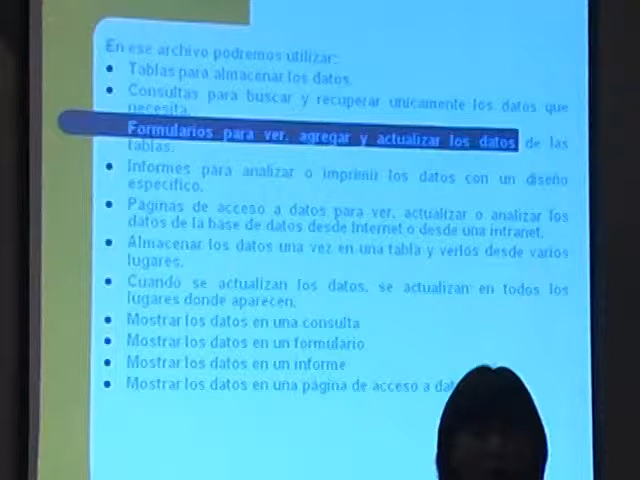 En ese archivo podremos utilizar:
• Tablas para almacenar los datos.
• Consultas para buscar y recuperar unicamente los datos que
necesita.
Formularios para ver, agregar y actualizar los datos de las
tablas.
• Informes para analizar o imprimir los datos con un diseño
específico.
• Páginas de acceso a datos para ver, actualizar o analizar los
datos de la base de datos desde Internet o desde una intranet.
• Almacenar los datos una vez en una tabla y verlos desde varios
lugares.
• Cuando se actualizan los datos, se actualizan en todos los
lugares donde aparecen.
• Mostrar los datos en una consulta
• Mostrar los datos en un formulario
• Mostrar los datos en un informe
• Mostrar los datos en una página de acceso a dat